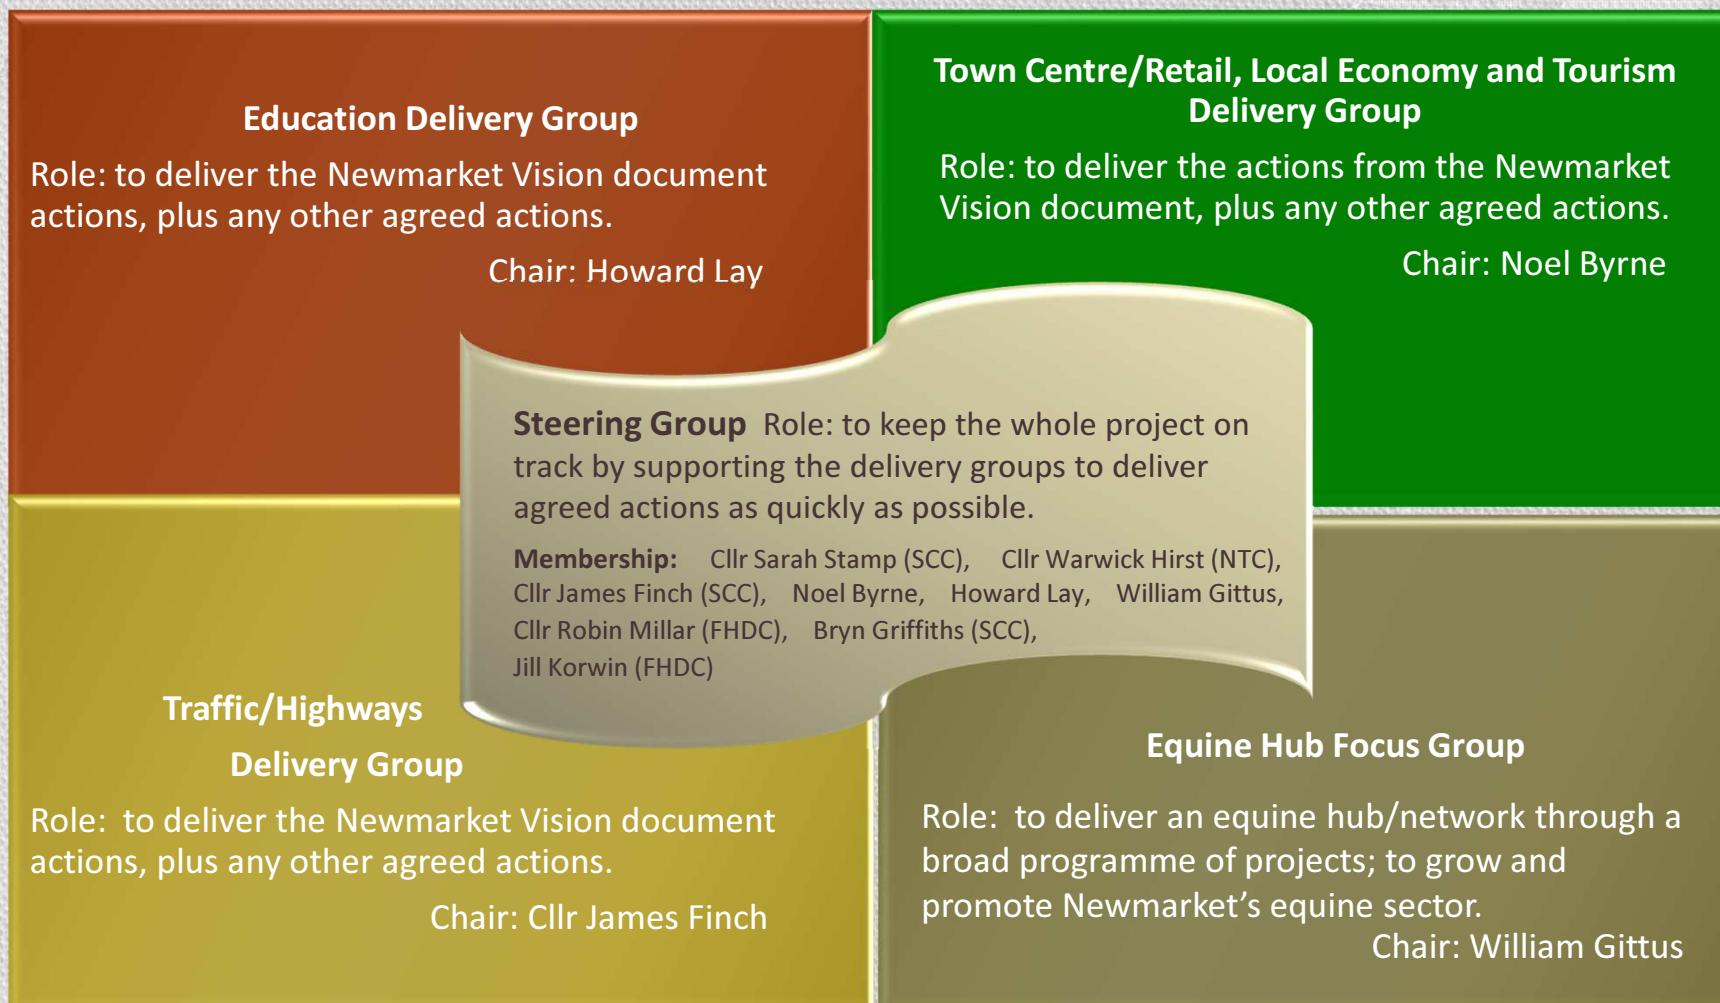 Education Delivery Group
Role: to deliver the Newmarket Vision document
actions, plus any other agreed actions.
Chair: Howard Lay
Town Centre/Retail, Local Economy and Tourism
Delivery Group
Role: to deliver the actions from the Newmarket
Vision document, plus any other agreed actions.
Chair: Noel Byrne
Steering Group Role: to keep the whole project on
track by supporting the delivery groups to deliver
agreed actions as quickly as possible.
Membership: Cllr Sarah Stamp (SCC), Cllr Warwick Hirst (NTC),
Cllr James Finch (SCC), Noel Byrne, Howard Lay, William Gittus,
Cllr Robin Millar (FHDC), Bryn Griffiths (SCC),
Jill Korwin (FHDC)
Traffic/Highways
Delivery Group
Role: to deliver the Newmarket Vision document
actions, plus any other agreed actions.
Chair: Cllr James Finch
Equine Hub Focus Group
Role: to deliver an equine hub/network through a
broad programme of projects; to grow and
promote Newmarket’s equine sector.
Chair: William Gittus